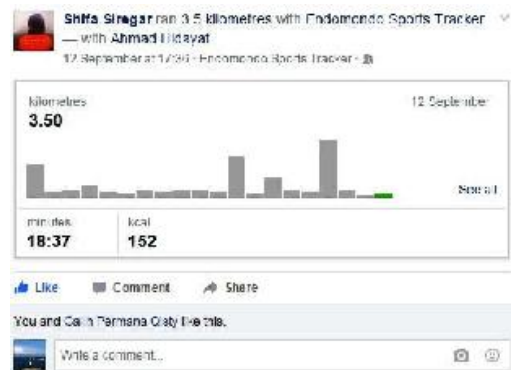 Shifa Siregar ran 3.5 kilometres with Endomondo Sports Tracker
— with Ahmad Hidayat
12 September at 17:36 · Endomondo Sports Tracker ·
kilometres
12 September
3.50
See all
minutes
kcal
18:37
152
Like Comment Share
You and Permana like this.
Write a comment...